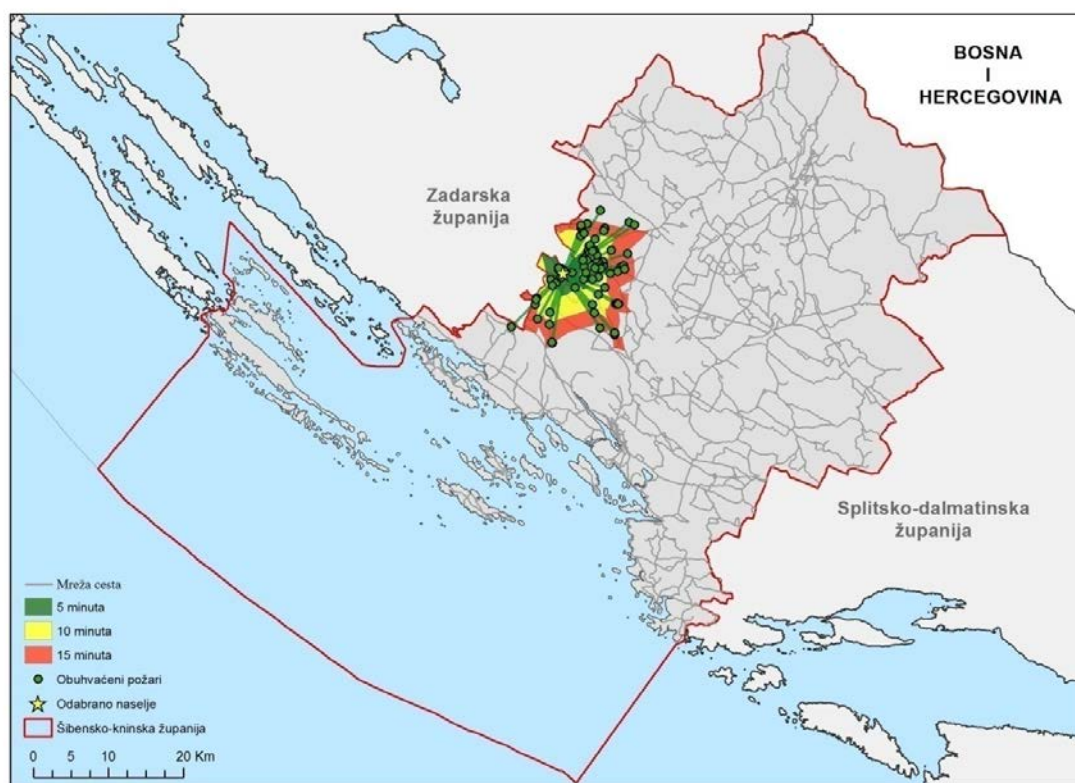 BOSNA
I
HERCEGOVINA
Zadarska
županija
Splitsko-dalmatinska
županija
Mreža cesta
5 minuta
10 minuta
15 minuta
Obuhvaćeni požari
Odabrano naselje
Šibensko-kninska županija
0 5 10 20 Km